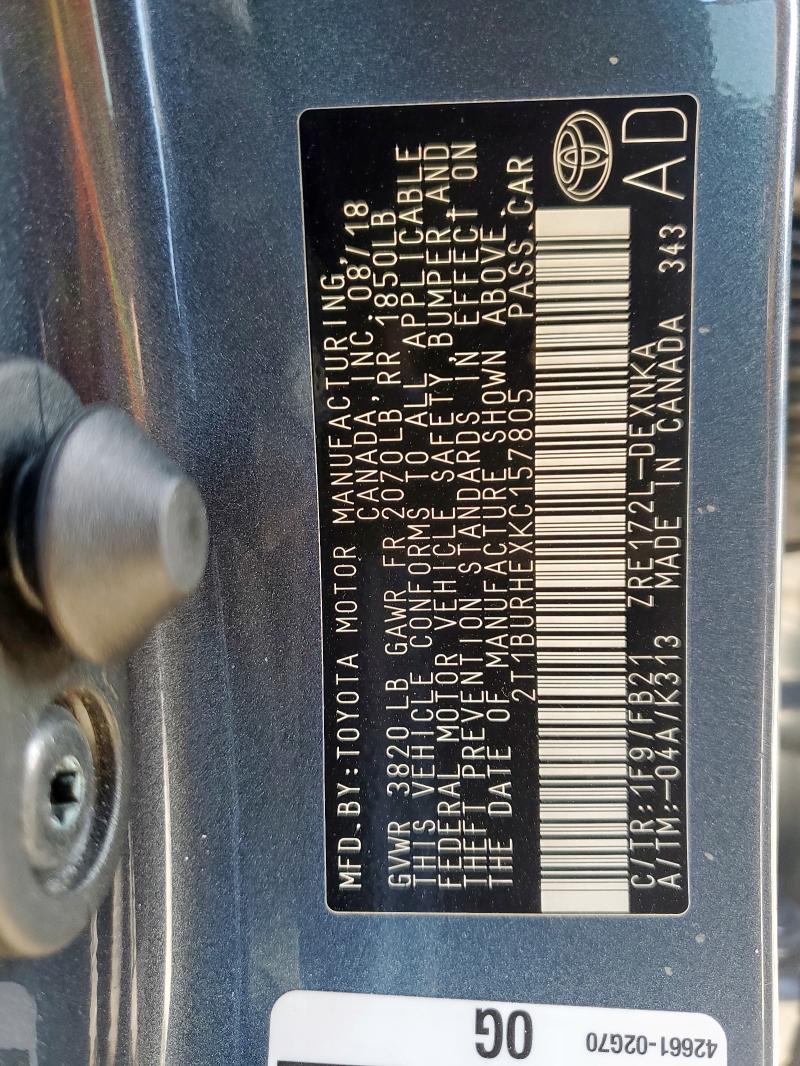 MFD. BY: TOYOTA MOTOR MANUFACTURING,
CANADA, INC. 08/18
GVWR 3820 LB GAWR FR 2070LB, RR 1850LB
THIS VEHICLE CONFORMS TO ALL APPLICABLE
FEDERAL MOTOR VEHICLE SAFETY, BUMPER, AND
THEFT PREVENTION STANDARDS IN EFFECT ON
THE DATE OF MANUFACTURE SHOWN ABOVE.
2T1BURHEXKC157805 PASS. CAR
C/TR: 1F9/FB21 ZRE172L-DEXNKA
A/TM: -04A/K313 MADE IN CANADA 343
AD
0G
42661-02G70